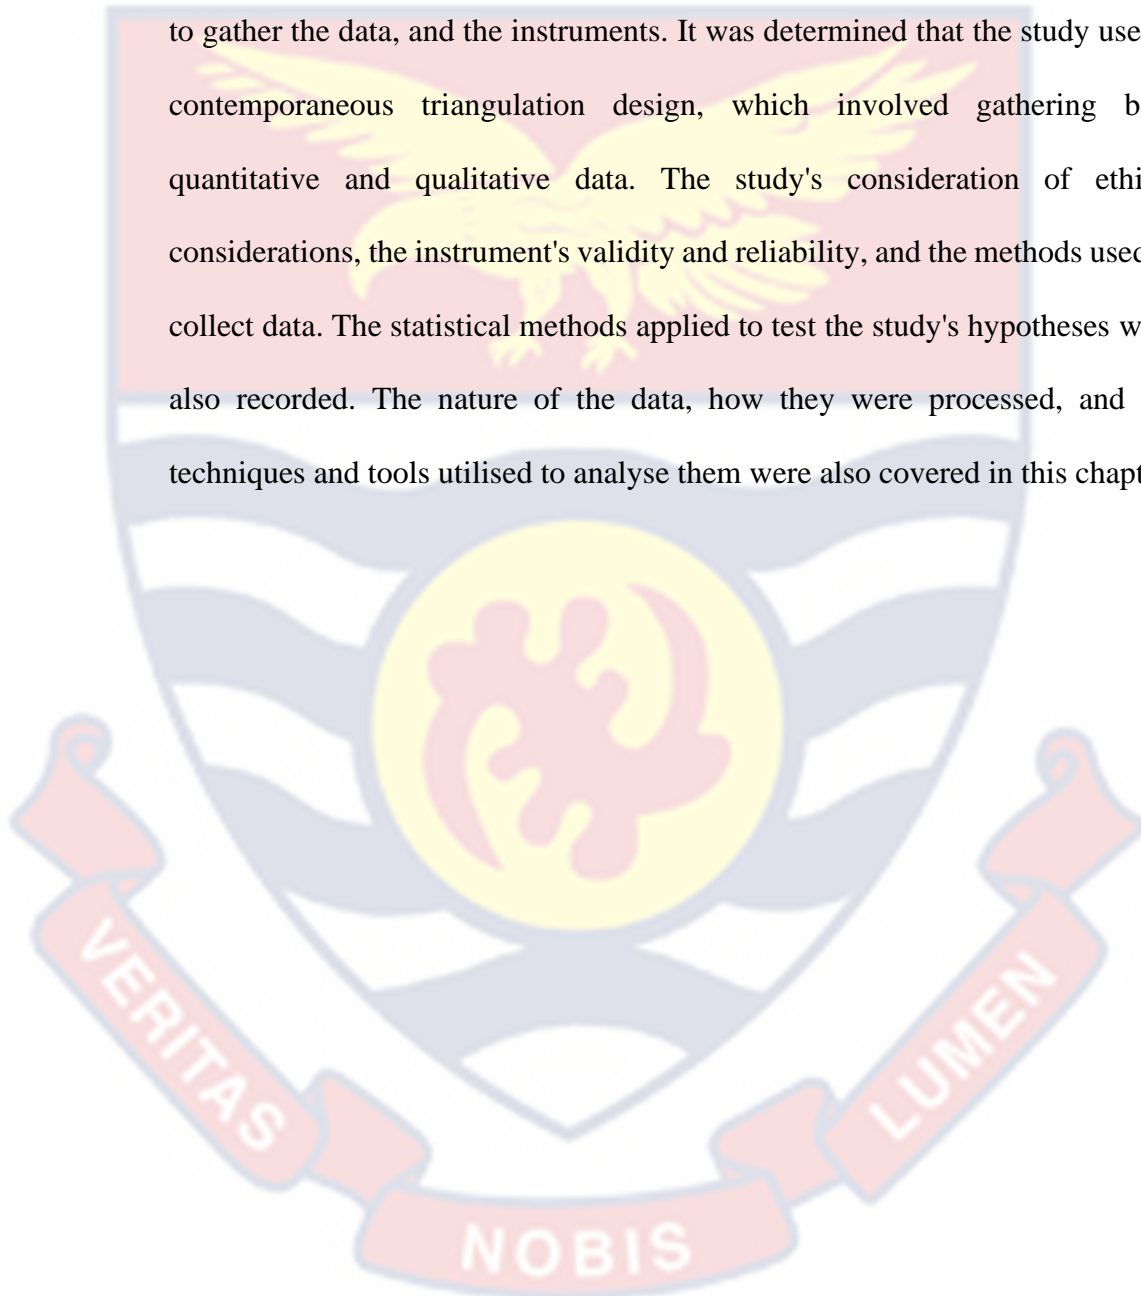 to gather the data, and the instruments. It was determined that the study use
contemporaneous triangulation design, which involved gathering b
quantitative and qualitative data. The study's consideration of ethi
considerations, the instrument's validity and reliability, and the methods used
collect data. The statistical methods applied to test the study's hypotheses w
also recorded. The nature of the data, how they were processed, and
techniques and tools utilised to analyse them were also covered in this chapt
VERITAS
NOBIS
LUMEN